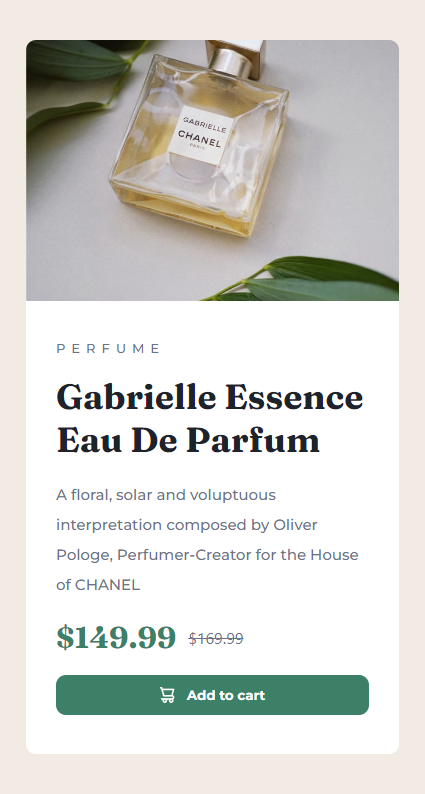 GABRIELLE
CHANEL
PARIS
PERFUME
Gabrielle Essence
Eau De Parfum
A floral, solar and voluptuous
interpretation composed by Oliver
Pologe, Perfumer-Creator for the House
of CHANEL
$149.99 $169.99
Add to cart